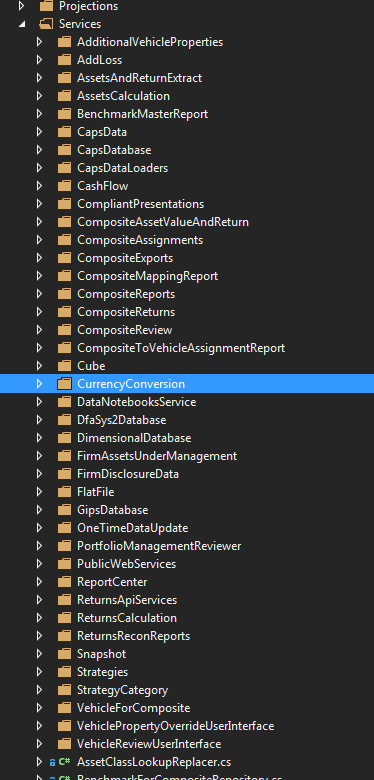 Projections
Services
AdditionalVehicleProperties
AddLoss
AssetsAndReturnExtract
AssetsCalculation
BenchmarkMasterReport
CapsData
CapsDatabase
CapsDataLoaders
CashFlow
CompliantPresentations
CompositeAssetValueAndReturn
CompositeAssignments
CompositeExports
CompositeMappingReport
CompositeReports
CompositeReturns
CompositeReview
CompositeToVehicleAssignmentReport
Cube
CurrencyConversion
DataNotebooksService
DfaSys2Database
DimensionalDatabase
FirmAssetsUnderManagement
FirmDisclosureData
FlatFile
GipsDatabase
OneTimeDataUpdate
PortfolioManagementReviewer
PublicWebServices
ReportCenter
ReturnsApiServices
ReturnsCalculation
ReturnsReconReports
Snapshot
Strategies
StrategyCategory
VehicleForComposite
VehiclePropertyOverrideUserInterface
VehicleReviewUserInterface
C# AssetClassLookupReplacer.cs
C# BenchmarkForCompositeRepository.cs